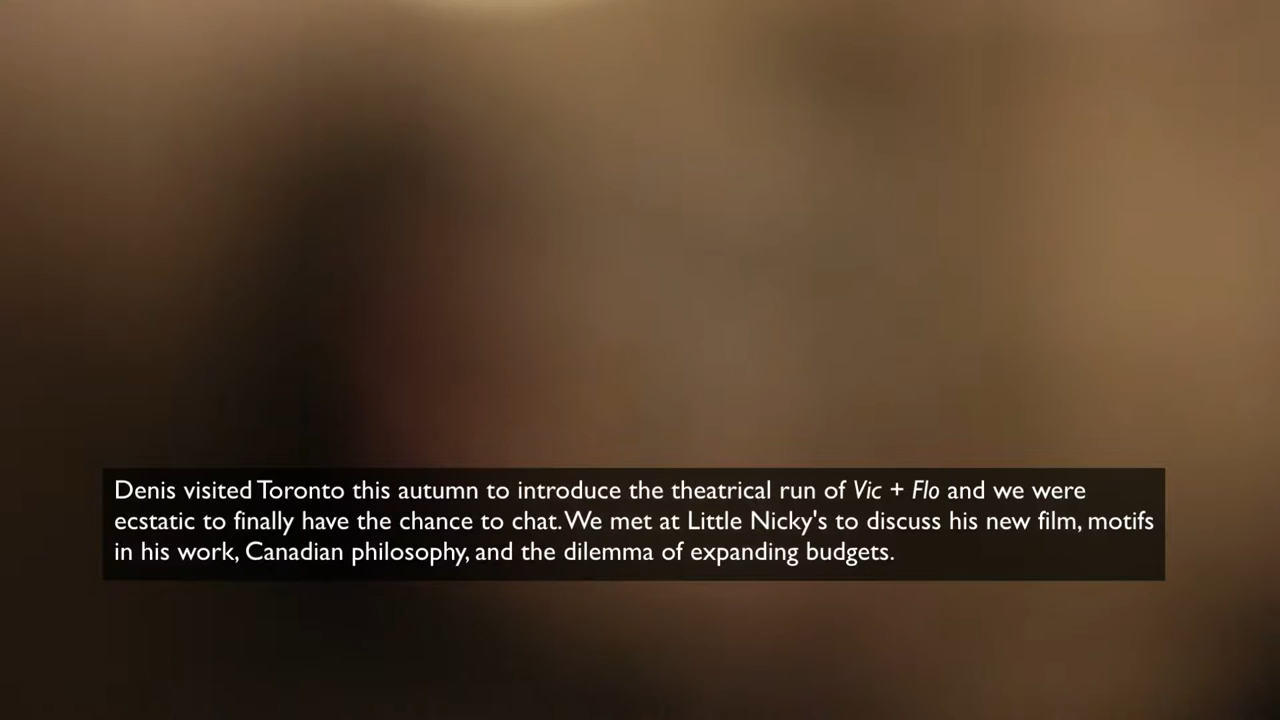 Denis visited Toronto this autumn to introduce the theatrical run of Vic + Flo and we were
ecstatic to finally have the chance to chat. We met at Little Nicky's to discuss his new film, motifs
in his work, Canadian philosophy, and the dilemma of expanding budgets.